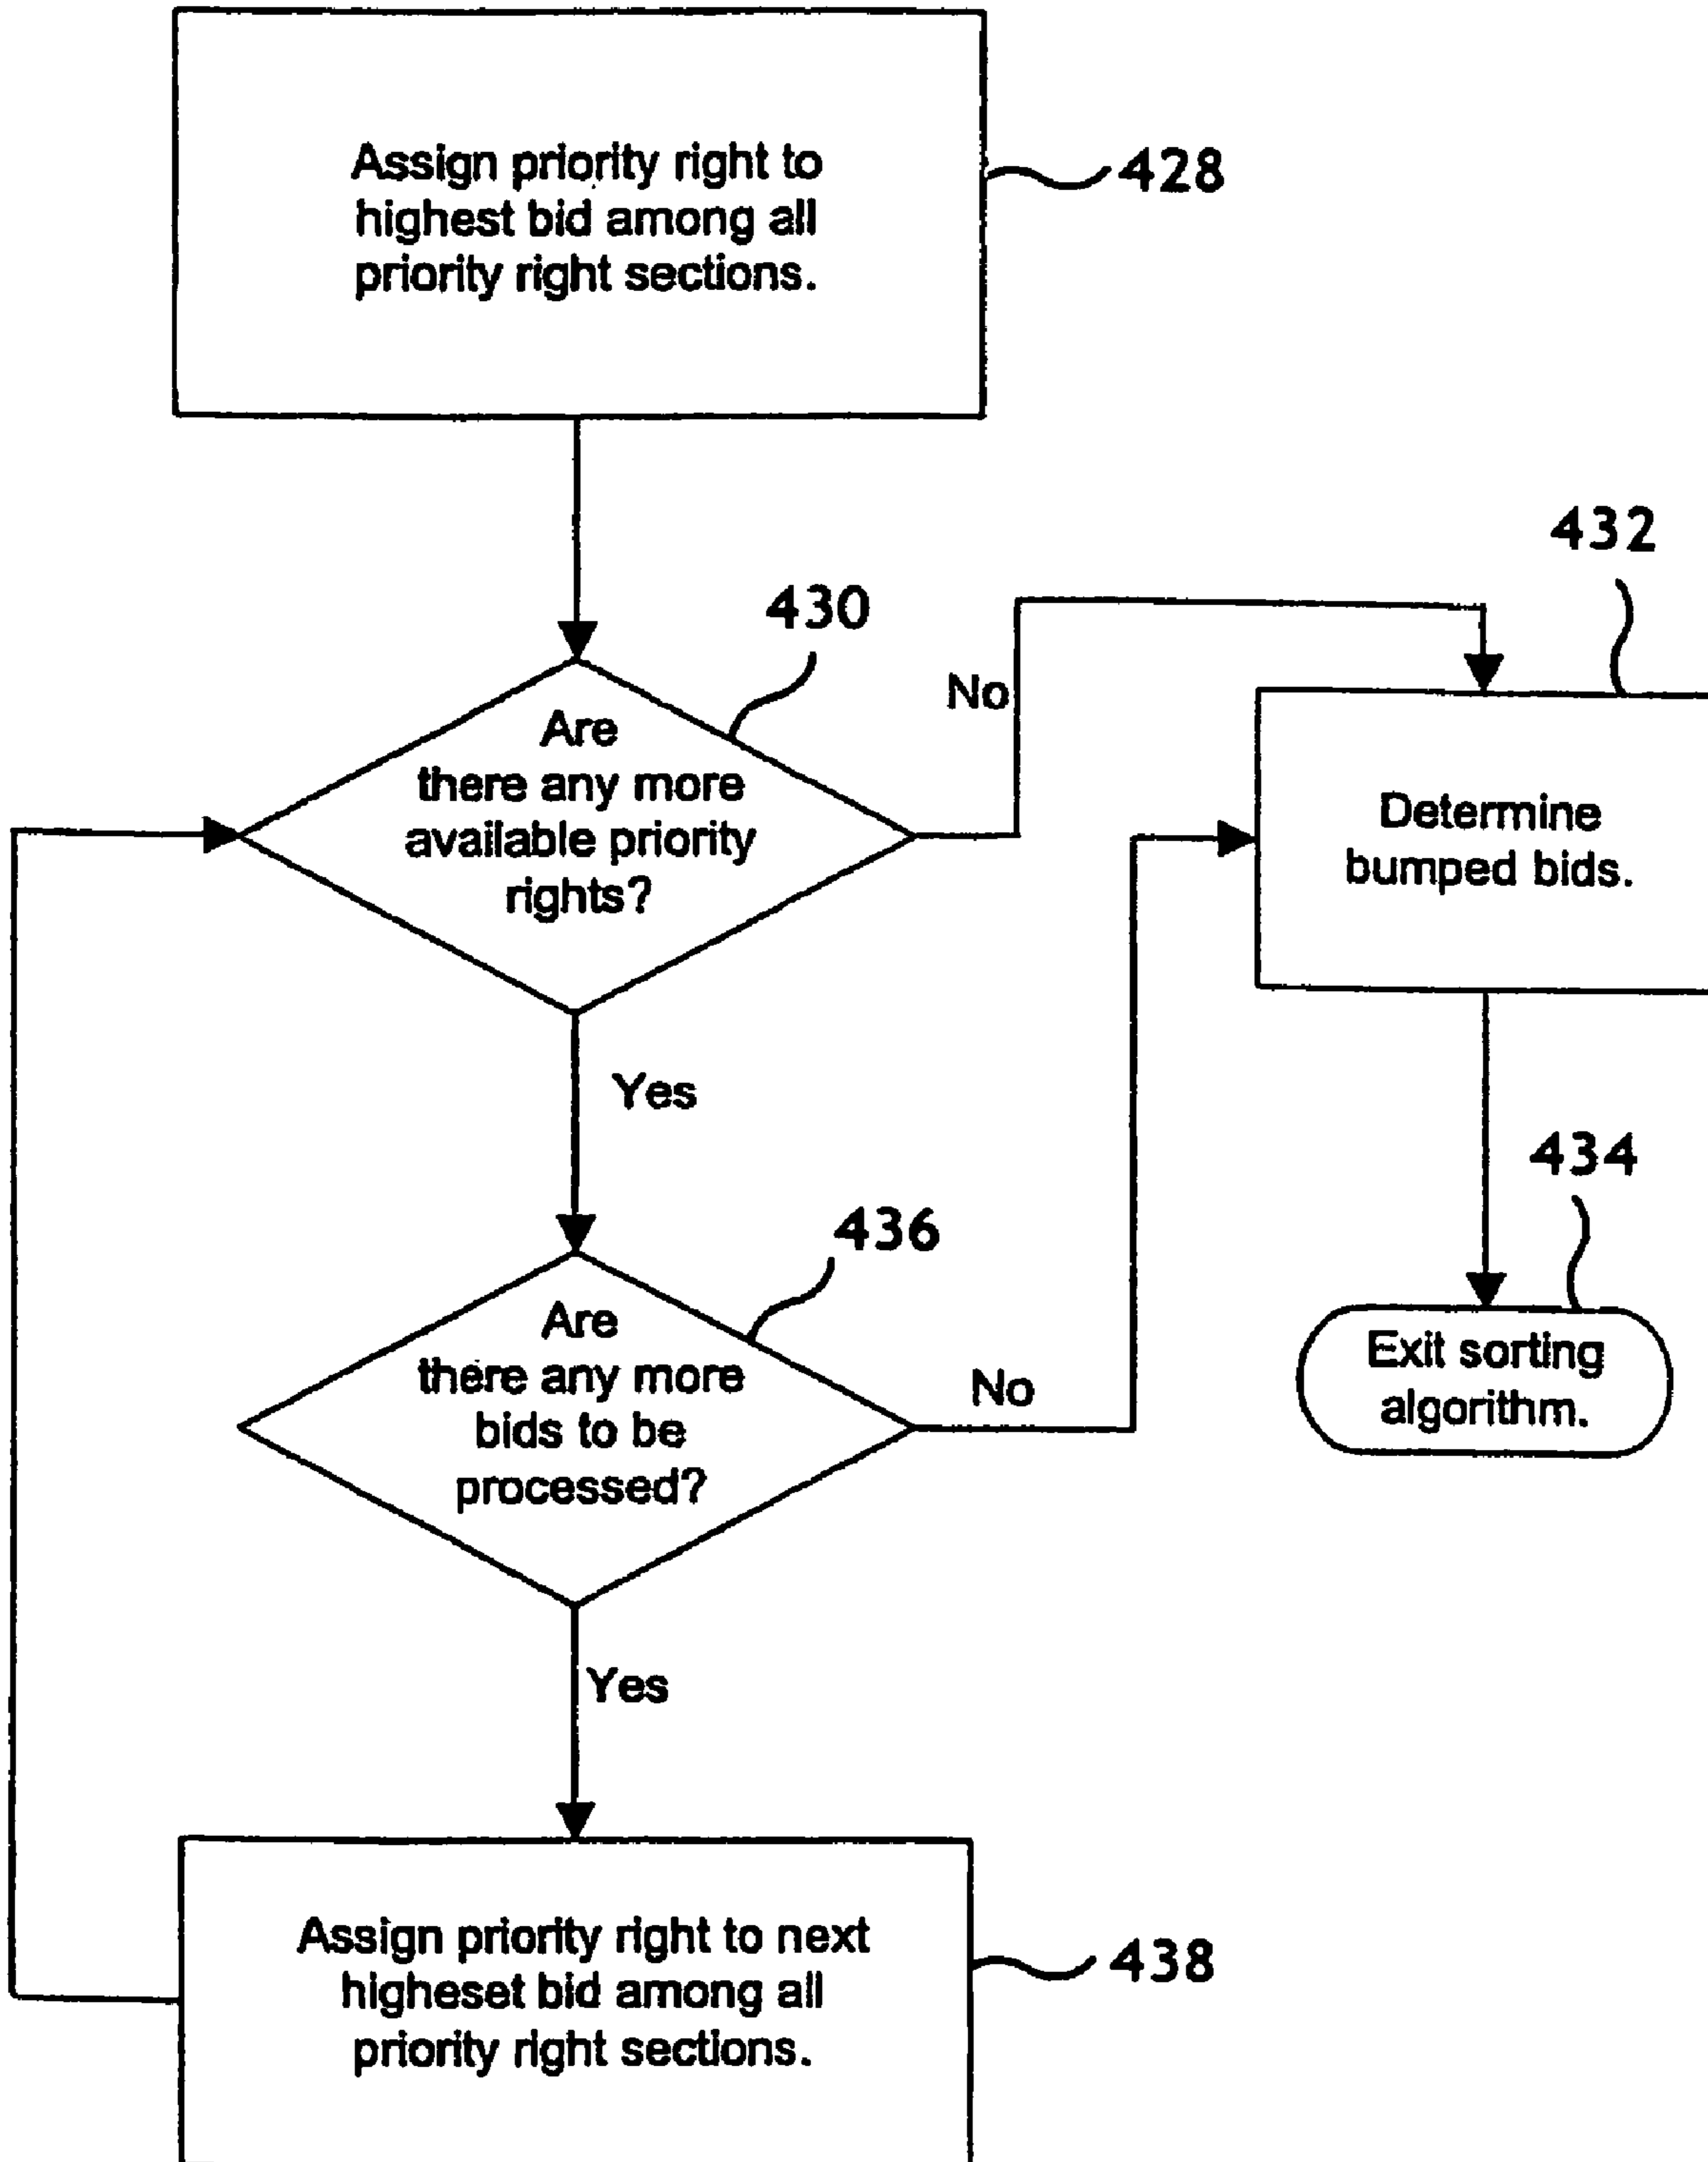 Assign priority right to
highest bid among all
priority right sections.
428
432
430
No
Are
there any more
available priority
rights?
Determine
bumped bids.
Yes
434
436
Are
there any more
bids to be
processed?
No
Exit sorting
algorithm.
Yes
Assign priority right to next
higheset bid among all
priority right sections.
438